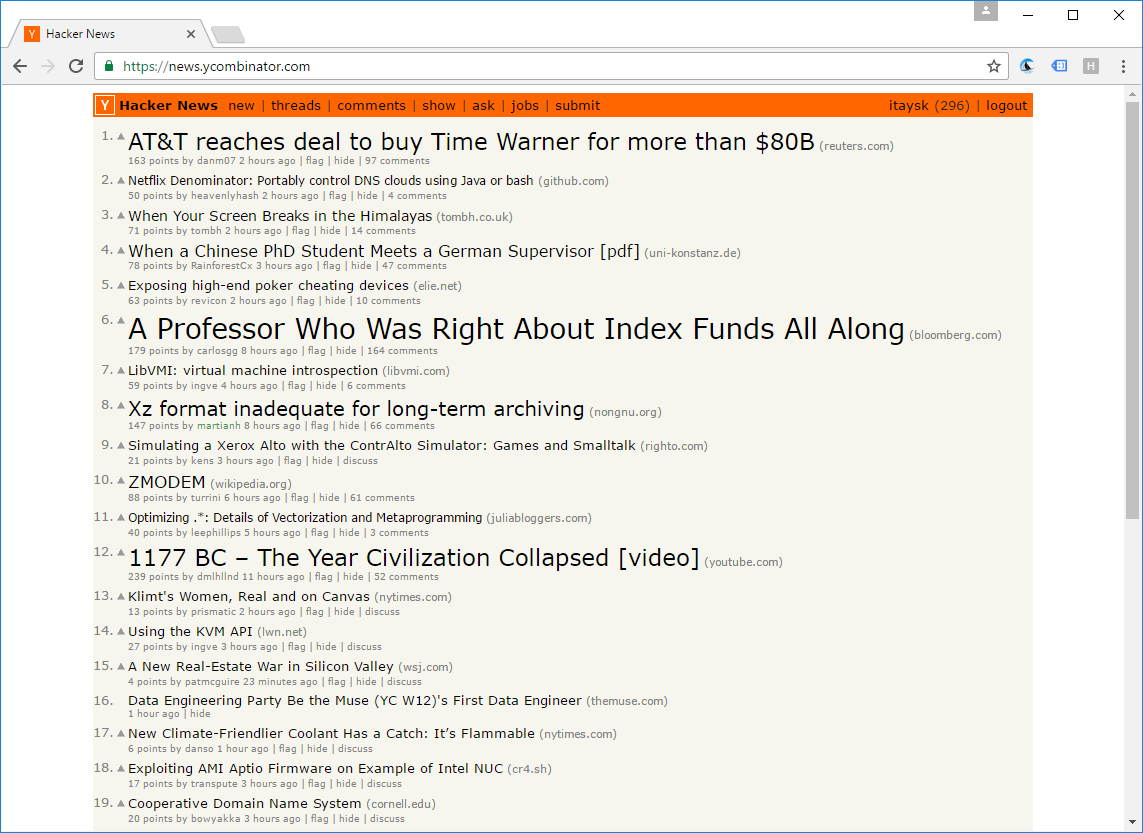 Y Hacker News
https://news.ycombinator.com
H
Y Hacker News new | threads | comments | show | ask | jobs | submit itaysk (296) | logout
1. AT&T reaches deal to buy Time Warner for more than $80B (reuters.com)
163 points by danm07 2 hours ago | flag | hide | 97 comments
2. Netflix Denominator: Portably control DNS clouds using Java or bash (github.com)
50 points by heavenlyhash 2 hours ago | flag | hide | 4 comments
3. When Your Screen Breaks in the Himalayas (tombh.co.uk)
71 points by tombh 2 hours ago | flag | hide | 14 comments
4. When a Chinese PhD Student Meets a German Supervisor [pdf] (uni-konstanz.de)
78 points by RainforestCx 3 hours ago | flag | hide | 47 comments
5. Exposing high-end poker cheating devices (elie.net)
63 points by revicon 2 hours ago | flag | hide | 10 comments
6. A Professor Who Was Right About Index Funds All Along (bloomberg.com)
179 points by carlosgg 8 hours ago | flag | hide | 164 comments
7. LibVMI: virtual machine introspection (libvmi.com)
59 points by ingve 4 hours ago | flag | hide | 6 comments
8. Xz format inadequate for long-term archiving (nongnu.org)
147 points by martianh 8 hours ago | flag | hide | 66 comments
9. Simulating a Xerox Alto with the ContrAlto Simulator: Games and Smalltalk (righto.com)
21 points by kens 3 hours ago | flag | hide | discuss
10. ZMODEM (wikipedia.org)
88 points by turrini 6 hours ago | flag | hide | 61 comments
11. Optimizing .*: Details of Vectorization and Metaprogramming (juliabloggers.com)
40 points by leephillips 5 hours ago | flag | hide | 3 comments
12. 1177 BC – The Year Civilization Collapsed [video] (youtube.com)
239 points by dmlhllnd 11 hours ago | flag | hide | 52 comments
13. Klimt's Women, Real and on Canvas (nytimes.com)
13 points by prismatic 2 hours ago | flag | hide | discuss
14. Using the KVM API (lwn.net)
27 points by ingve 3 hours ago | flag | hide | discuss
15. A New Real-Estate War in Silicon Valley (wsj.com)
4 points by patmcguire 23 minutes ago | flag | hide | discuss
16. Data Engineering Party Be the Muse (YC W12)'s First Data Engineer (themuse.com)
1 hour ago | hide
17. New Climate-Friendlier Coolant Has a Catch: It’s Flammable (nytimes.com)
6 points by danso 1 hour ago | flag | hide | discuss
18. Exploiting AMI Aptio Firmware on Example of Intel NUC (cr4.sh)
17 points by transpute 3 hours ago | flag | hide | discuss
19. Cooperative Domain Name System (cornell.edu)
20 points by bowyakka 3 hours ago | flag | hide | discuss